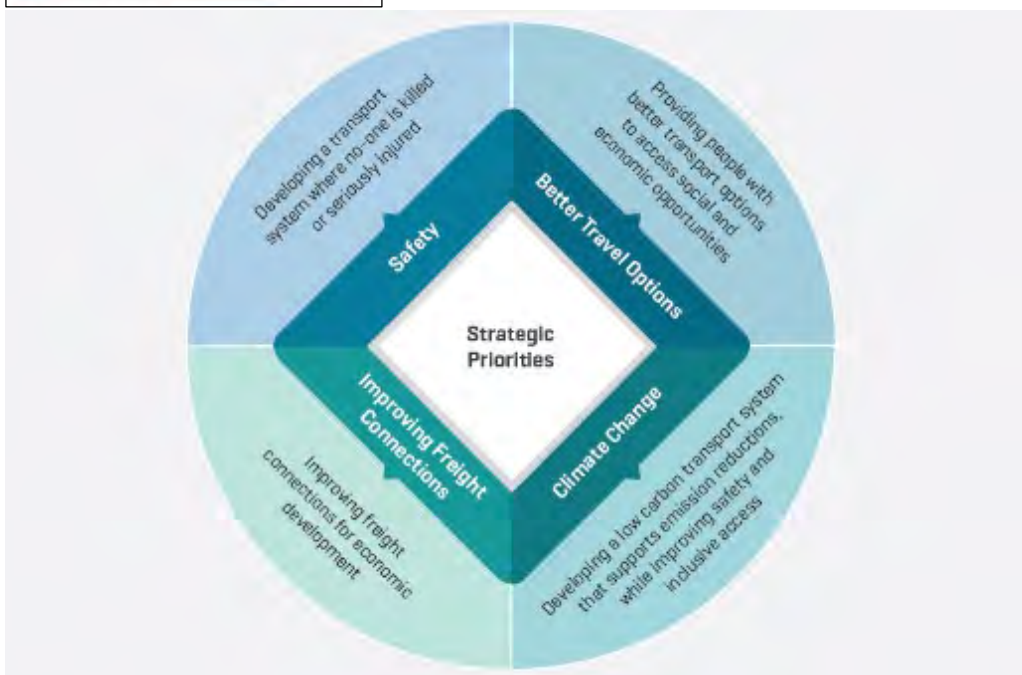 Developing a transport
system where no-one is killed
or seriously injured
Safety
Providing people with
better transport options
to access social and
economic opportunities
Better Travel Options
Strategic
Priorities
Improving Freight
Connections
Improving freight
connections for economic
development
Climate Change
Developing a low carbon transport system
that supports emission reductions,
while improving safety and
inclusive access